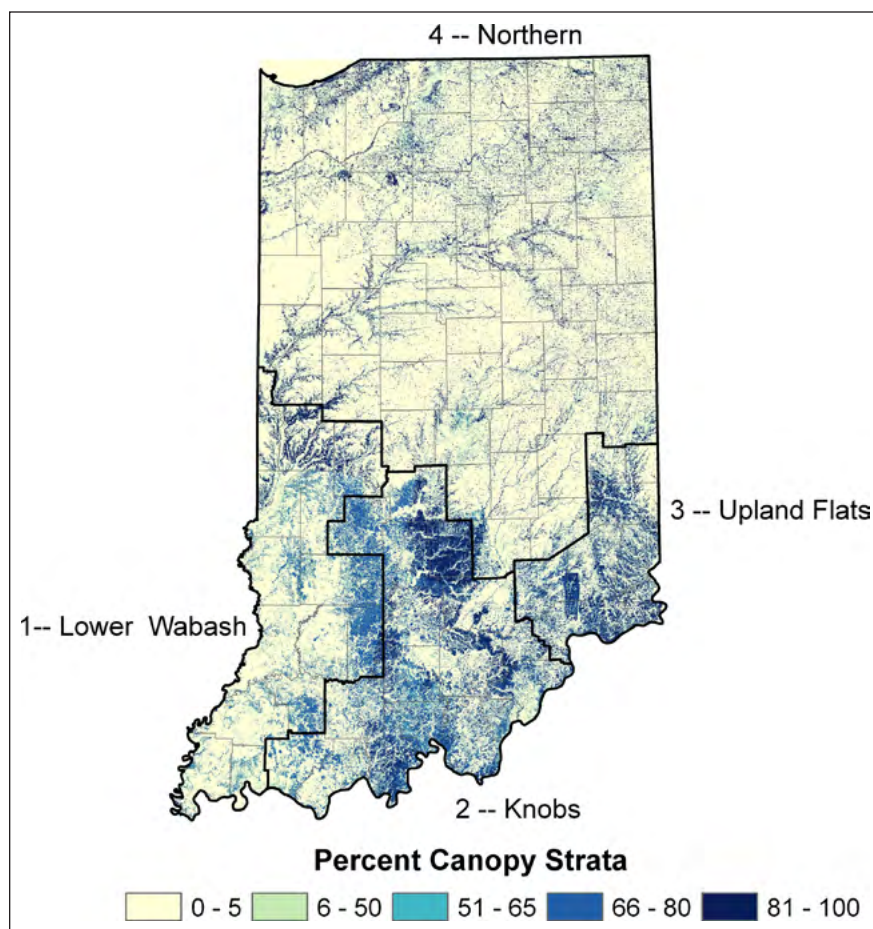 4 -- Northern
3 -- Upland Flats
1-- Lower Wabash
2 -- Knobs
Percent Canopy Strata
0 - 5 6 - 50 51 - 65 66 - 80 81 - 100